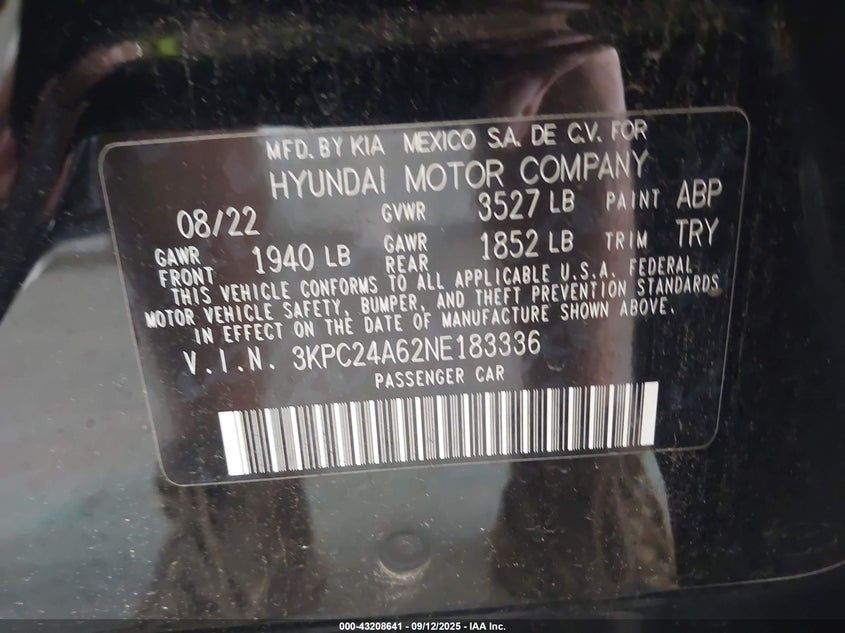 MFD. BY KIA MEXICO S.A. DE C.V. FOR
HYUNDAI MOTOR COMPANY
08/22 GVWR 3527 LB PAINT ABP
GAWR FRONT 1940 LB GAWR REAR 1852 LB TRIM TRY
THIS VEHICLE CONFORMS TO ALL APPLICABLE U.S.A. FEDERAL
MOTOR VEHICLE SAFETY, BUMPER, AND THEFT PREVENTION STANDARDS
IN EFFECT ON THE DATE OF MANUFACTURE SHOWN ABOVE.
V.I.N. 3KPC24A62NE183336
PASSENGER CAR
000-43208641 - 09/12/2025 - IAA Inc.